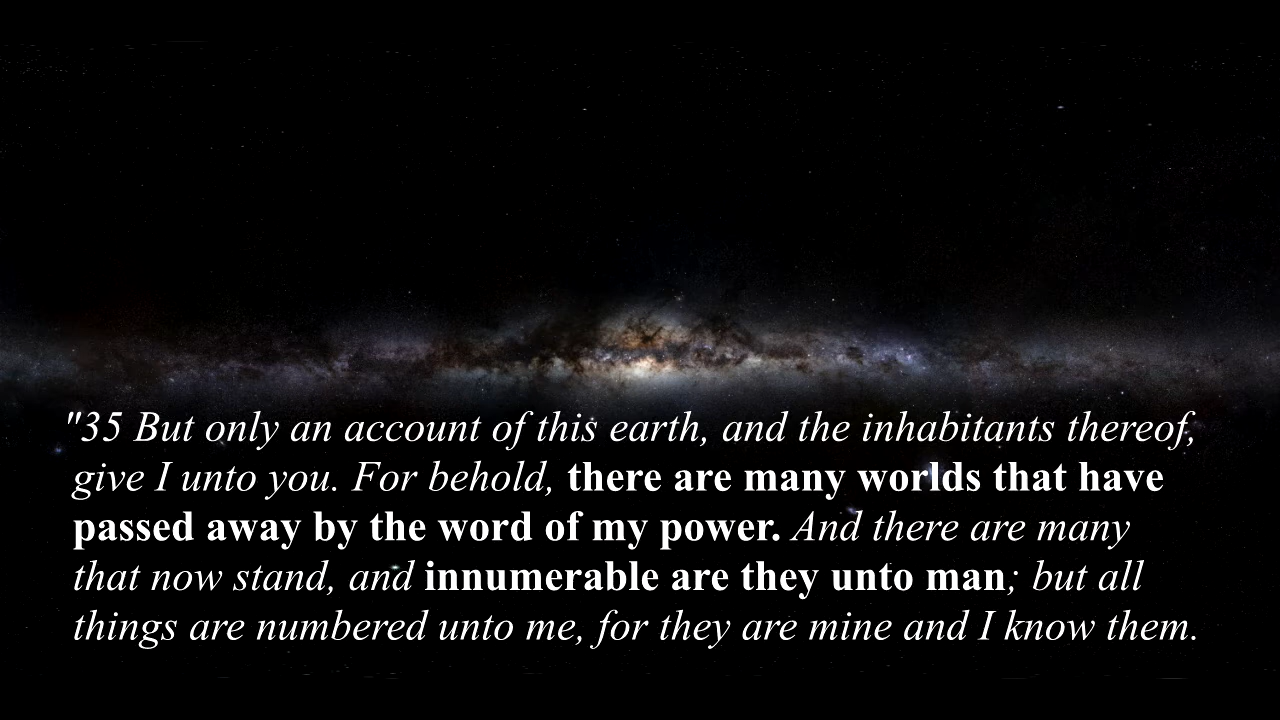 "35 But only an account of this earth, and the inhabitants thereof,
give I unto you. For behold, there are many worlds that have
passed away by the word of my power. And there are many
that now stand, and innumerable are they unto man; but all
things are numbered unto me, for they are mine and I know them.